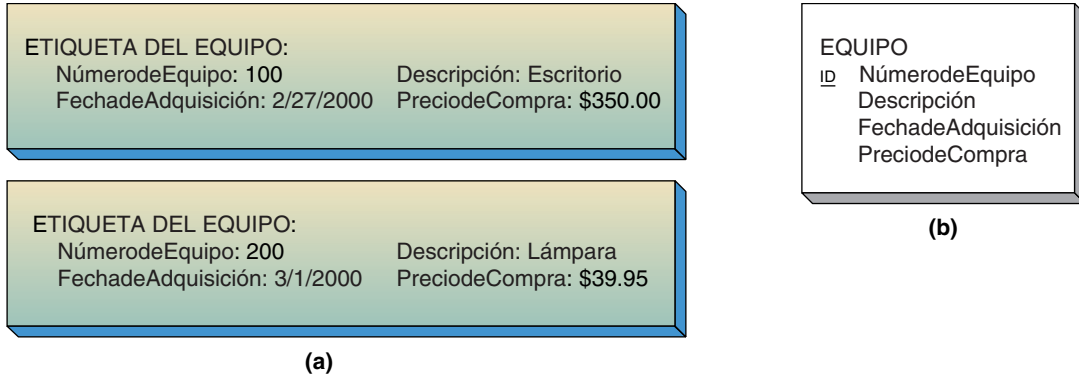 ETIQUETA DEL EQUIPO:
NúmerodeEquipo: 100 Descripción: Escritorio
FechadeAdquisición: 2/27/2000 PreciodeCompra: $350.00
ETIQUETA DEL EQUIPO:
NúmerodeEquipo: 200 Descripción: Lámpara
FechadeAdquisición: 3/1/2000 PreciodeCompra: $39.95
(a)
EQUIPO
ID NúmerodeEquipo
Descripción
FechadeAdquisición
PreciodeCompra
(b)